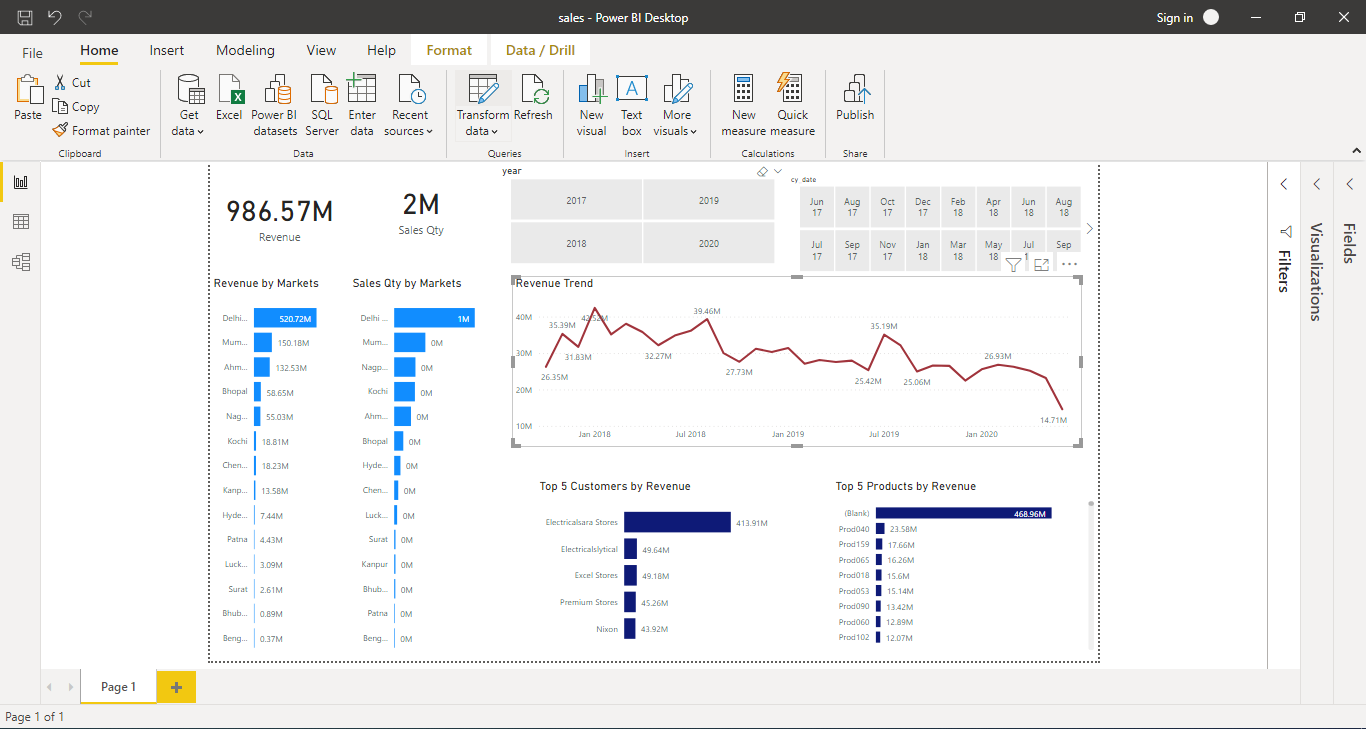 sales - Power BI Desktop
Sign in
File Home Insert Modeling View Help Format Data / Drill
Paste
Cut
Copy
Format painter
Clipboard
Get data
Excel
Power BI datasets
SQL Server
Enter data
Recent sources
Data
Transform data
Refresh
Queries
New visual
Text box
More visuals
Insert
New measure
Quick measure
Calculations
Publish
Share
986.57M
Revenue
2M
Sales Qty
year
2017 2019
2018 2020
cy_date
Jun 17 Aug 17 Oct 17 Dec 17 Feb 18 Apr 18 Jun 18 Aug 18
Jul 17 Sep 17 Nov 17 Jan 18 Mar 18 May 18 Jul Sep
Filters
Visualizations
Fields
Revenue by Markets
Delhi ... 520.72M
Mum... 150.18M
Ahm... 132.53M
Bhopal 58.65M
Nag... 55.03M
Kochi 18.81M
Chen... 18.23M
Kanp... 13.58M
Hyde... 7.44M
Patna 4.43M
Luck... 3.09M
Surat 2.61M
Bhub... 0.89M
Beng... 0.37M
Sales Qty by Markets
Delhi ... 1M
Mum... 0M
Nagp... 0M
Kochi 0M
Ahm... 0M
Bhopal 0M
Hyde... 0M
Chen... 0M
Luck... 0M
Surat 0M
Kanpur 0M
Bhub... 0M
Patna 0M
Beng... 0M
Revenue Trend
40M
30M
20M
10M
26.35M 35.39M 31.83M 42.52M 32.27M 39.46M 27.73M 25.42M 35.19M 25.06M 26.93M 14.71M
Jan 2018 Jul 2018 Jan 2019 Jul 2019 Jan 2020
Top 5 Customers by Revenue
Electricalsara Stores 413.91M
Electricalslytical 49.64M
Excel Stores 49.18M
Premium Stores 45.26M
Nixon 43.92M
Top 5 Products by Revenue
(Blank) 468.96M
Prod040 23.58M
Prod159 17.66M
Prod065 16.26M
Prod018 15.6M
Prod053 15.14M
Prod090 13.42M
Prod060 12.89M
Prod102 12.07M
Page 1
Page 1 of 1